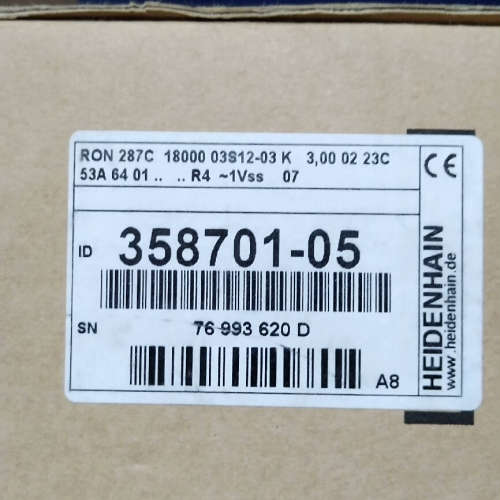 RON 287C 18000 03S12-03 K 3,00 02 23C
53A 64 01 .. .. R4 ~1Vss 07
ID 358701-05
SN 76 993 620 D
A8
CE
HEIDENHAIN
www.heidenhain.de